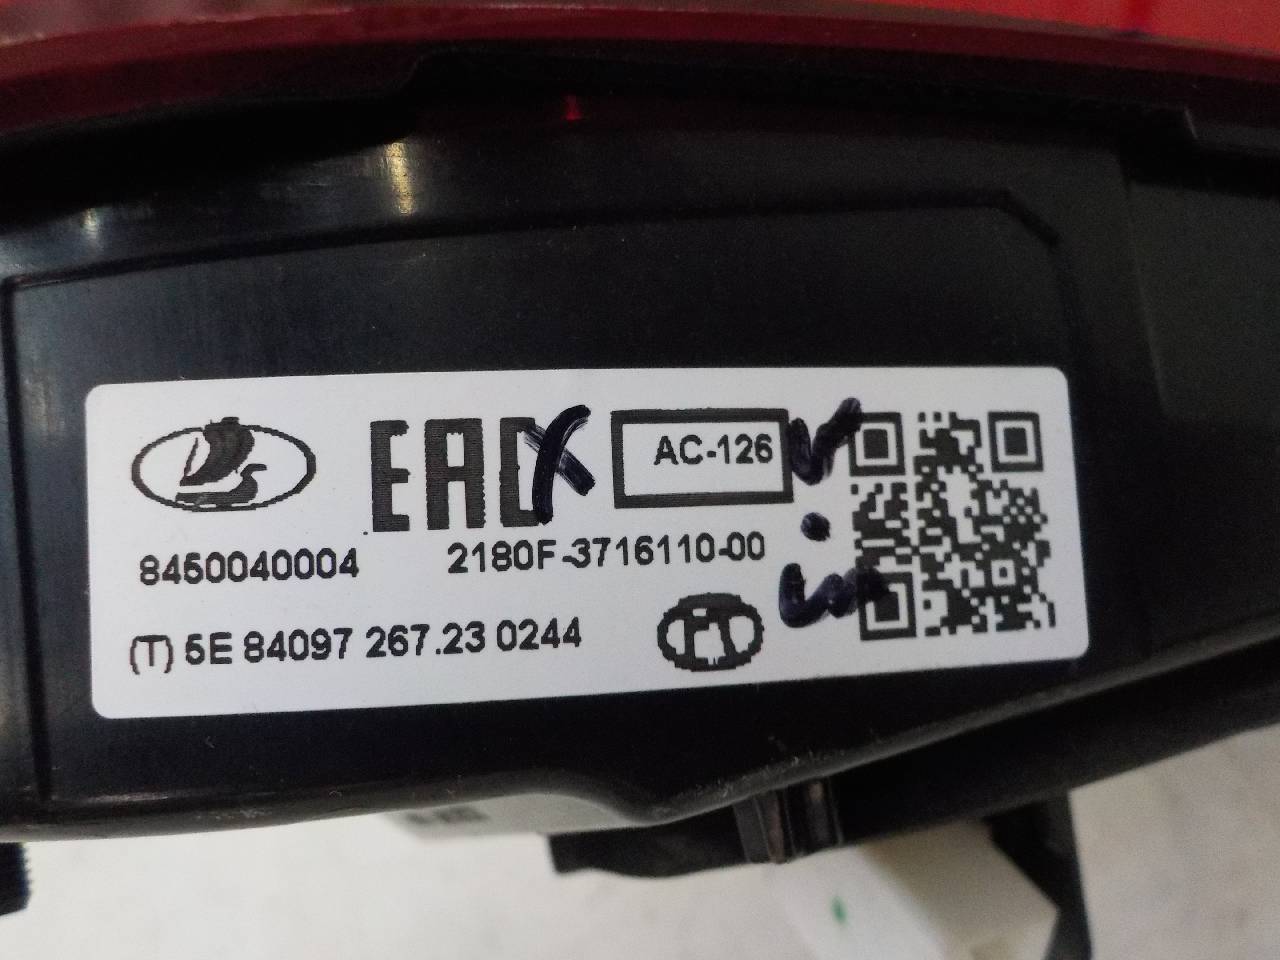 EAC AC-126
8450040004 2180F-3716110-00
(T) 5E 84097 267.23 0244